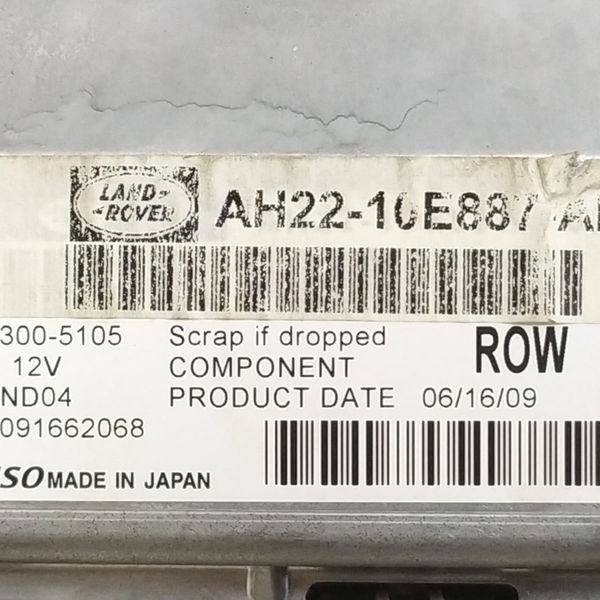 LAND-
-ROVER
AH22-10E887
300-5105 Scrap if dropped
ROW
12V COMPONENT
ND04 PRODUCT DATE 06/16/09
091662068
SO MADE IN JAPAN